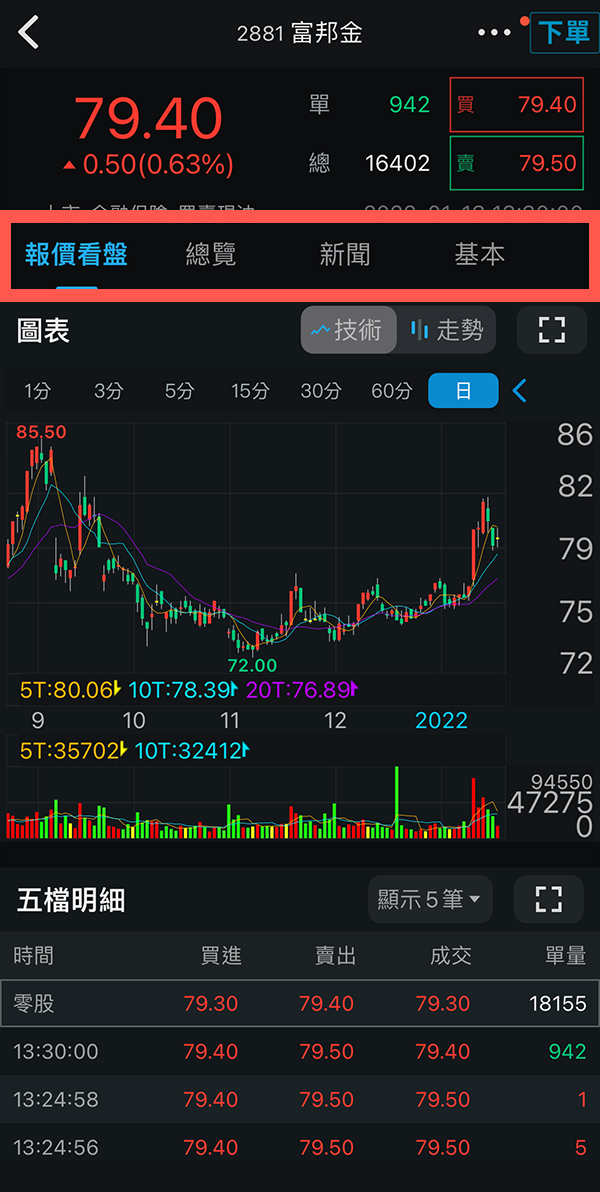 2881 富邦金 ••• 下單
79.40 單 942 買 79.40
▲0.50(0.63%) 總 16402 賣 79.50
報價看盤 總覽 新聞 基本
圖表 技術 走勢
1分 3分 5分 15分 30分 60分 日
85.50
86
82
79
75
72
72.00
5T:80.06 10T:78.39 20T:76.89
9 10 11 12 2022
5T:35702 10T:32412
94550
47275
0
五檔明細 顯示5筆
時間 買進 賣出 成交 單量
零股 79.30 79.40 79.30 18155
13:30:00 79.40 79.50 79.40 942
13:24:58 79.40 79.50 79.50 1
13:24:56 79.40 79.50 79.50 5